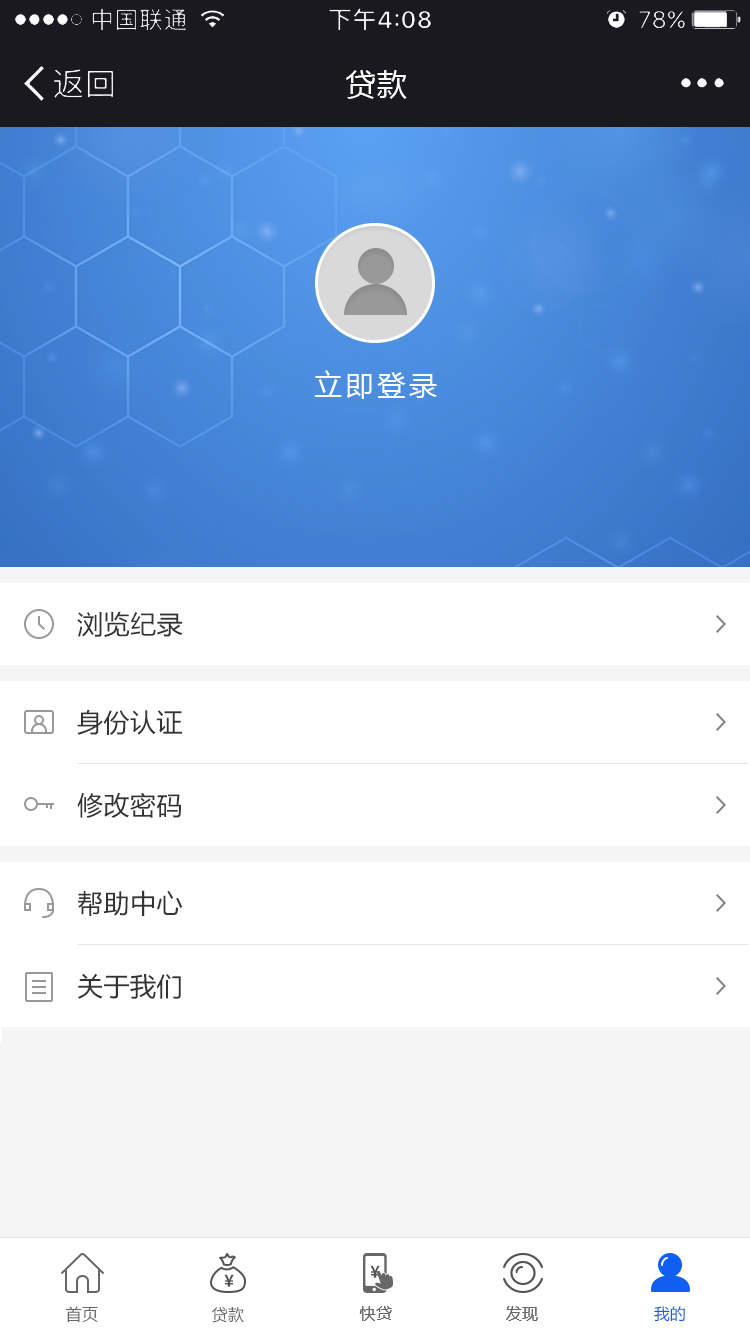 中国联通 下午4:08 78%
返回 贷款
立即登录
浏览纪录
身份认证
修改密码
帮助中心
关于我们
¥ ¥
首页 贷款 快贷 发现 我的